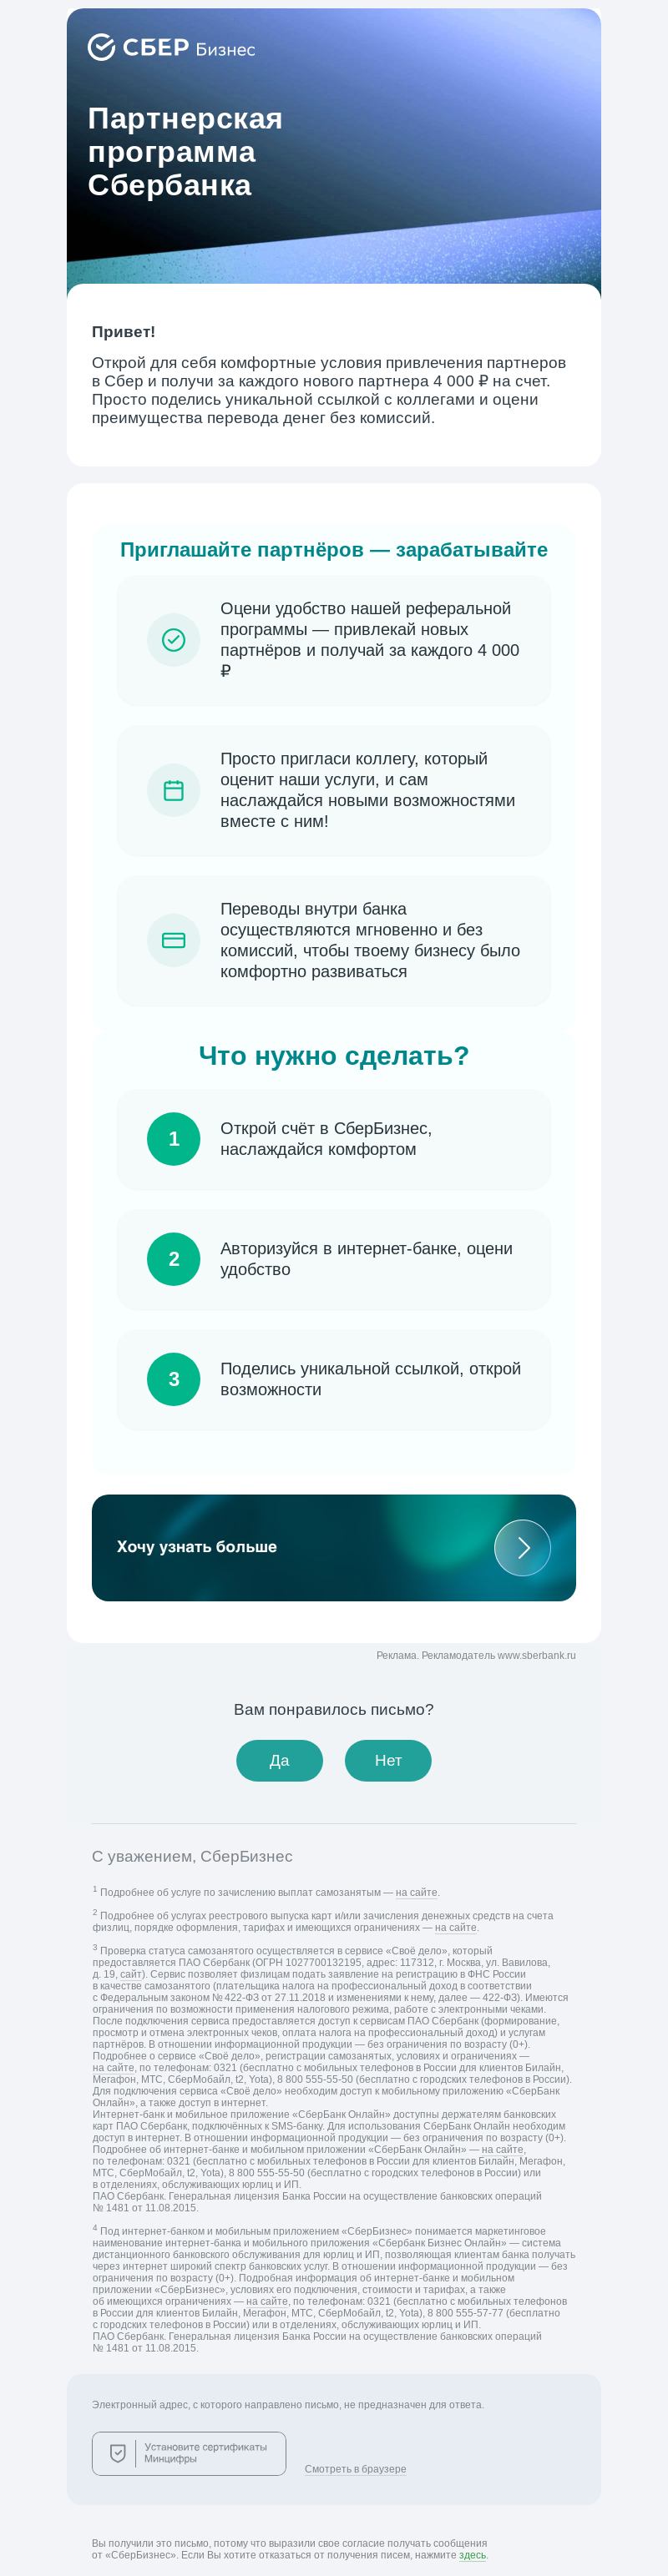 СБЕР Бизнес
Партнерская
программа
Сбербанка
Привет!
Открой для себя комфортные условия привлечения партнеров
в Сбер и получи за каждого нового партнера 4 000 ₽ на счет.
Просто поделись уникальной ссылкой с коллегами и оцени
преимущества перевода денег без комиссий.
Приглашайте партнёров — зарабатывайте
Оцени удобство нашей реферальной
программы — привлекай новых
партнёров и получай за каждого 4 000
₽
Просто пригласи коллегу, который
оценит наши услуги, и сам
наслаждайся новыми возможностями
вместе с ним!
Переводы внутри банка
осуществляются мгновенно и без
комиссий, чтобы твоему бизнесу было
комфортно развиваться
Что нужно сделать?
1
Открой счёт в СберБизнес,
наслаждайся комфортом
2
Авторизуйся в интернет-банке, оцени
удобство
3
Поделись уникальной ссылкой, открой
возможности
Хочу узнать больше
Реклама. Рекламодатель www.sberbank.ru
Вам понравилось письмо?
Да Нет
С уважением, СберБизнес
1 Подробнее об услуге по зачислению выплат самозанятым — на сайте.
2 Подробнее об услугах реестрового выпуска карт и/или зачисления денежных средств на счета
физлиц, порядке оформления, тарифах и имеющихся ограничениях — на сайте.
3 Проверка статуса самозанятого осуществляется в сервисе «Своё дело», который
предоставляется ПАО Сбербанк (ОГРН 1027700132195, адрес: 117312, г. Москва, ул. Вавилова,
д. 19, сайт). Сервис позволяет физлицам подать заявление на регистрацию в ФНС России
в качестве самозанятого (плательщика налога на профессиональный доход в соответствии
с Федеральным законом № 422-ФЗ от 27.11.2018 и изменениями к нему, далее — 422-ФЗ). Имеются
ограничения по возможности применения налогового режима, работе с электронными чеками.
После подключения сервиса предоставляется доступ к сервисам ПАО Сбербанк (формирование,
просмотр и отмена электронных чеков, оплата налога на профессиональный доход) и услугам
партнёров. В отношении информационной продукции — без ограничения по возрасту (0+).
Подробнее о сервисе «Своё дело», регистрации самозанятых, условиях и ограничениях —
на сайте, по телефонам: 0321 (бесплатно с мобильных телефонов в России для клиентов Билайн,
Мегафон, МТС, СберМобайл, t2, Yota), 8 800 555-55-50 (бесплатно с городских телефонов в России).
Для подключения сервиса «Своё дело» необходим доступ к мобильному приложению «СберБанк
Онлайн», а также доступ в интернет.
Интернет-банк и мобильное приложение «СберБанк Онлайн» доступны держателям банковских
карт ПАО Сбербанк, подключённых к SMS-банку. Для использования СберБанк Онлайн необходим
доступ в интернет. В отношении информационной продукции — без ограничения по возрасту (0+).
Подробнее об интернет-банке и мобильном приложении «СберБанк Онлайн» — на сайте,
по телефонам: 0321 (бесплатно с мобильных телефонов в России для клиентов Билайн, Мегафон,
МТС, СберМобайл, t2, Yota), 8 800 555-55-50 (бесплатно с городских телефонов в России) или
в отделениях, обслуживающих юрлиц и ИП.
ПАО Сбербанк. Генеральная лицензия Банка России на осуществление банковских операций
№ 1481 от 11.08.2015.
4 Под интернет-банком и мобильным приложением «СберБизнес» понимается маркетинговое
наименование интернет-банка и мобильного приложения «Сбербанк Бизнес Онлайн» — система
дистанционного банковского обслуживания для юрлиц и ИП, позволяющая клиентам банка получать
через интернет широкий спектр банковских услуг. В отношении информационной продукции — без
ограничения по возрасту (0+). Подробная информация об интернет-банке и мобильном
приложении «СберБизнес», условиях его подключения, стоимости и тарифах, а также
об имеющихся ограничениях — на сайте, по телефонам: 0321 (бесплатно с мобильных телефонов
в России для клиентов Билайн, Мегафон, МТС, СберМобайл, t2, Yota), 8 800 555-57-77 (бесплатно
с городских телефонов в России) или в отделениях, обслуживающих юрлиц и ИП.
ПАО Сбербанк. Генеральная лицензия Банка России на осуществление банковских операций
№ 1481 от 11.08.2015.
Электронный адрес, с которого направлено письмо, не предназначен для ответа.
Установите сертификаты
Минцифры
Смотреть в браузере
Вы получили это письмо, потому что выразили свое согласие получать сообщения
от «СберБизнес». Если Вы хотите отказаться от получения писем, нажмите здесь.